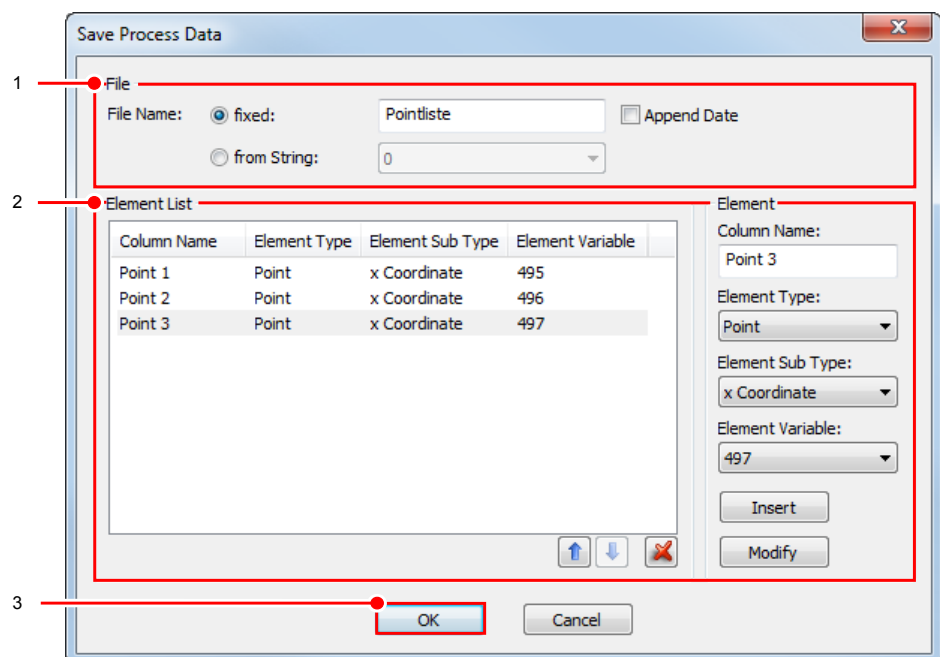 Save Process Data
1
File
File Name:
fixed:
Pointliste
Append Date
from String:
0
2
Element List
Column Name Element Type Element Sub Type Element Variable
Point 1 Point x Coordinate 495
Point 2 Point x Coordinate 496
Point 3 Point x Coordinate 497
Element
Column Name:
Point 3
Element Type:
Point
Element Sub Type:
x Coordinate
Element Variable:
497
Insert
Modify
3
OK
Cancel